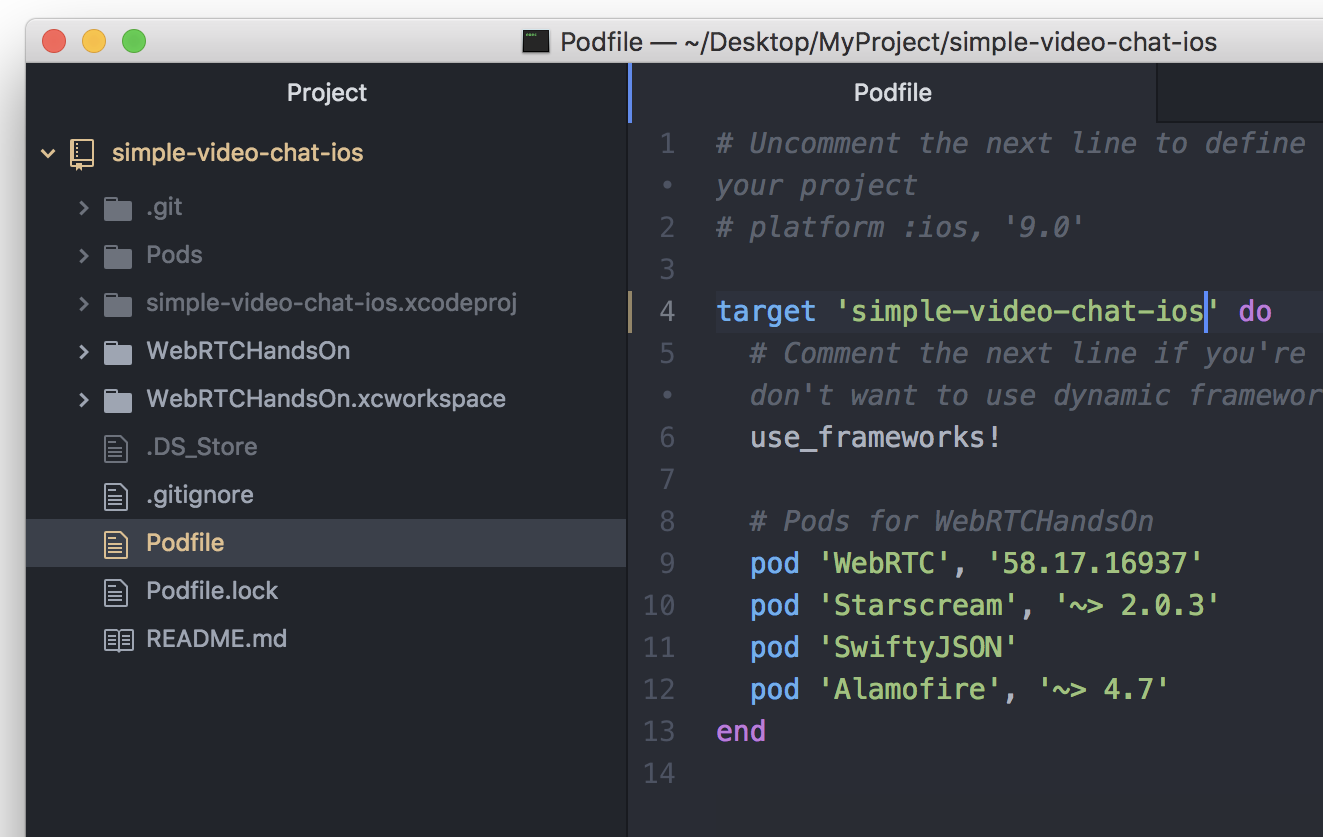 Podfile — ~/Desktop/MyProject/simple-video-chat-ios
Project
simple-video-chat-ios
.git
Pods
simple-video-chat-ios.xcodeproj
WebRTCHandsOn
WebRTCHandsOn.xcworkspace
.DS_Store
.gitignore
Podfile
Podfile.lock
README.md
Podfile
1 # Uncomment the next line to define
• your project
2 # platform :ios, '9.0'
3
4 target 'simple-video-chat-ios' do
5 # Comment the next line if you're
• don't want to use dynamic framewor
6 use_frameworks!
7
8 # Pods for WebRTCHandsOn
9 pod 'WebRTC', '58.17.16937'
10 pod 'Starscream', '~> 2.0.3'
11 pod 'SwiftyJSON'
12 pod 'Alamofire', '~> 4.7'
13 end
14